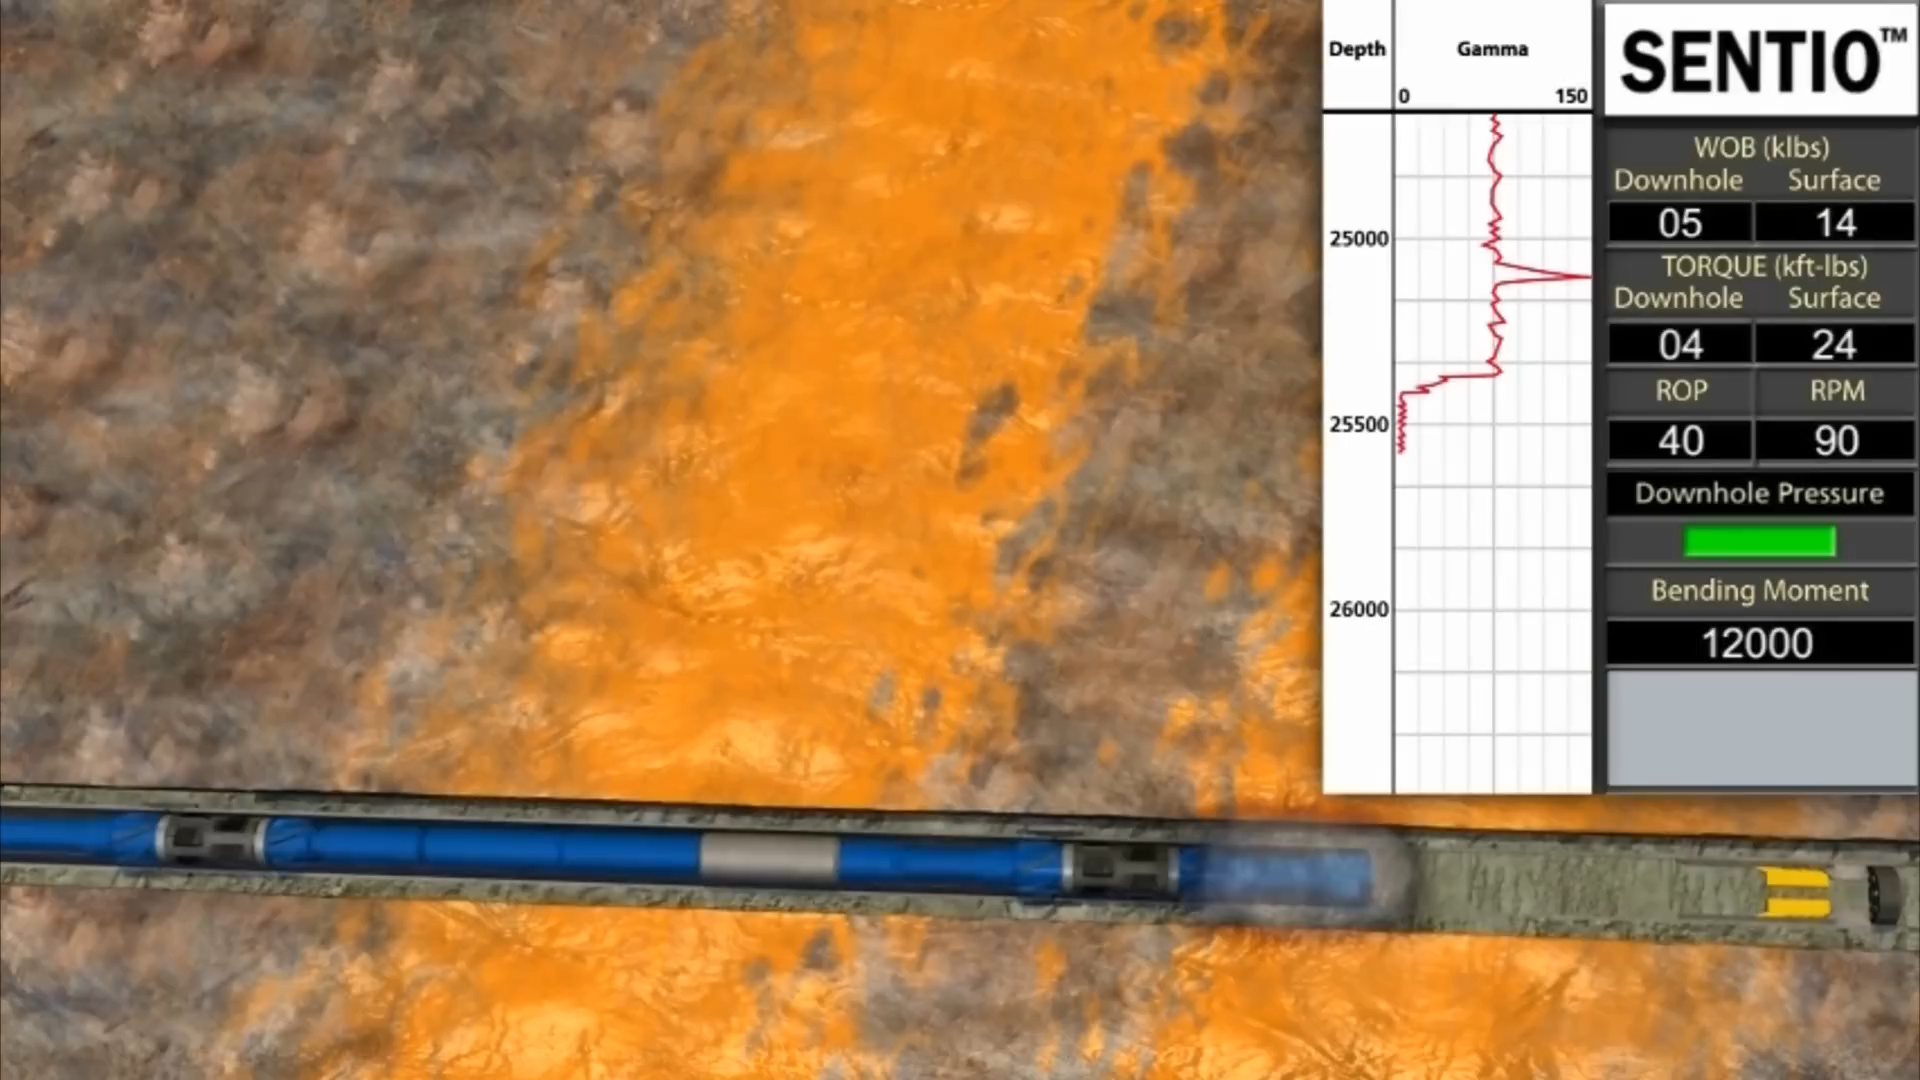 Depth Gamma
0 150
25000
25500
26000
SENTIO™
WOB (klbs)
Downhole Surface
05 14
TORQUE (kft-lbs)
Downhole Surface
04 24
ROP RPM
40 90
Downhole Pressure
Bending Moment
12000